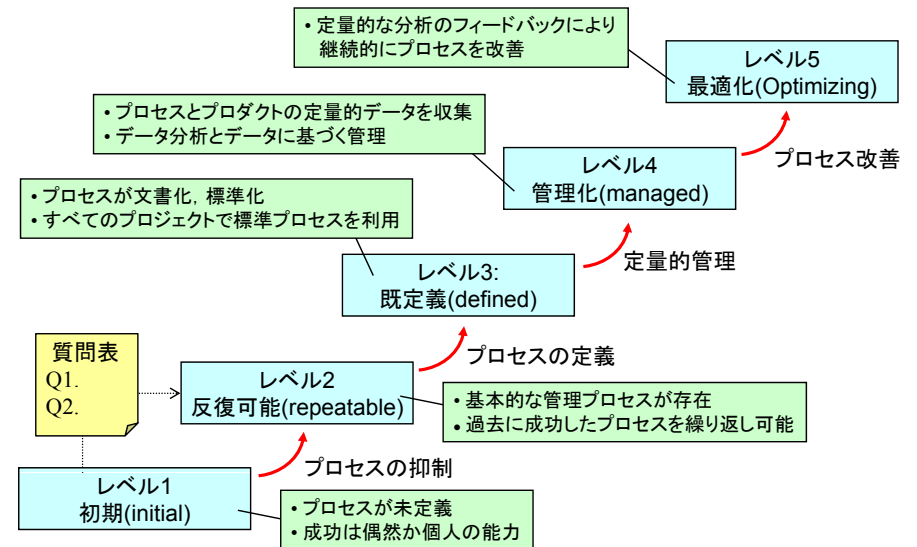 • 定量的な分析のフィードバックにより
継続的にプロセスを改善
レベル5
最適化(Optimizing)
• プロセスとプロダクトの定量的データを収集
• データ分析とデータに基づく管理
プロセス改善
レベル4
管理化(managed)
• プロセスが文書化, 標準化
• すべてのプロジェクトで標準プロセスを利用
定量的管理
レベル3:
既定義(defined)
質問表
Q1.
Q2.
プロセスの定義
レベル2
反復可能(repeatable)
• 基本的な管理プロセスが存在
• 過去に成功したプロセスを繰り返し可能
プロセスの抑制
レベル1
初期(initial)
• プロセスが未定義
• 成功は偶然か個人の能力